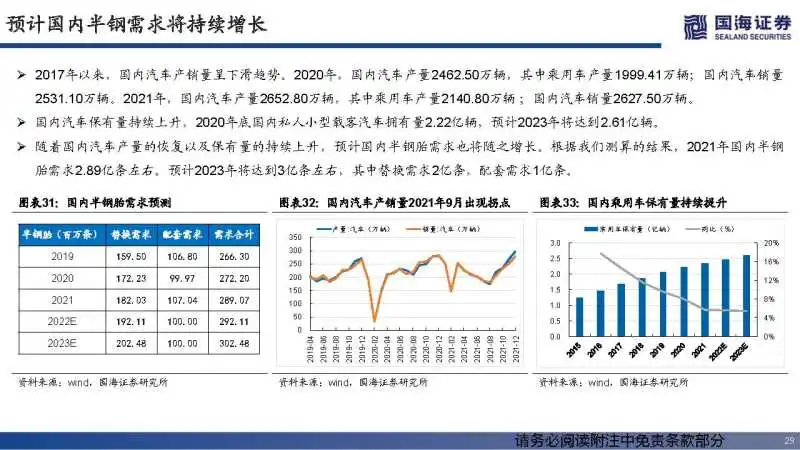 预计国内半钢需求将持续增长
国海证券
SEALAND SECURITIES
➢ 2017年以来，国内汽车产销量呈下滑趋势。2020年，国内汽车产量2462.50万辆，其中乘用车产量1999.41万辆；国内汽车销量
2531.10万辆。2021年，国内汽车产量2652.80万辆，其中乘用车产量2140.80万辆；国内汽车销量2627.50万辆。
➢ 国内汽车保有量持续上升，2020年底国内私人小型载客汽车拥有量2.22亿辆，预计2023年将达到2.61亿辆。
➢ 随着国内汽车产量的恢复以及保有量的持续上升，预计国内半钢胎需求也将随之增长。根据我们测算的结果，2021年国内半钢
胎需求2.89亿条左右。预计2023年将达到3亿条左右，其中替换需求2亿条，配套需求1亿条。
图表31：国内半钢胎需求预测
半钢胎（百万条） 替换需求 配套需求 需求合计
2019 159.50 106.80 266.30
2020 172.23 99.97 272.20
2021 182.03 107.04 289.07
2022E 192.11 100.00 292.11
2023E 202.48 100.00 302.48
资料来源：wind，国海证券研究所
图表32：国内汽车产销量2021年9月出现拐点
产量:汽车（万辆） 销量:汽车（万辆）
350
300
250
200
150
100
50
0
2019-04 2019-06 2019-08 2019-10 2019-12 2020-02 2020-04 2020-06 2020-08 2020-10 2020-12 2021-02 2021-04 2021-06 2021-08 2021-10 2021-12
资料来源：wind，国海证券研究所
图表33：国内乘用车保有量持续提升
乘用车保有量（亿辆） 同比（%）
3.0 20%
2.5 16%
2.0 12%
1.5
1.0 8%
0.5 4%
0.0 0%
2015 2016 2017 2018 2019 2020 2021 2022E 2023E
资料来源：wind，国海证券研究所
请务必阅读附注中免责条款部分
29